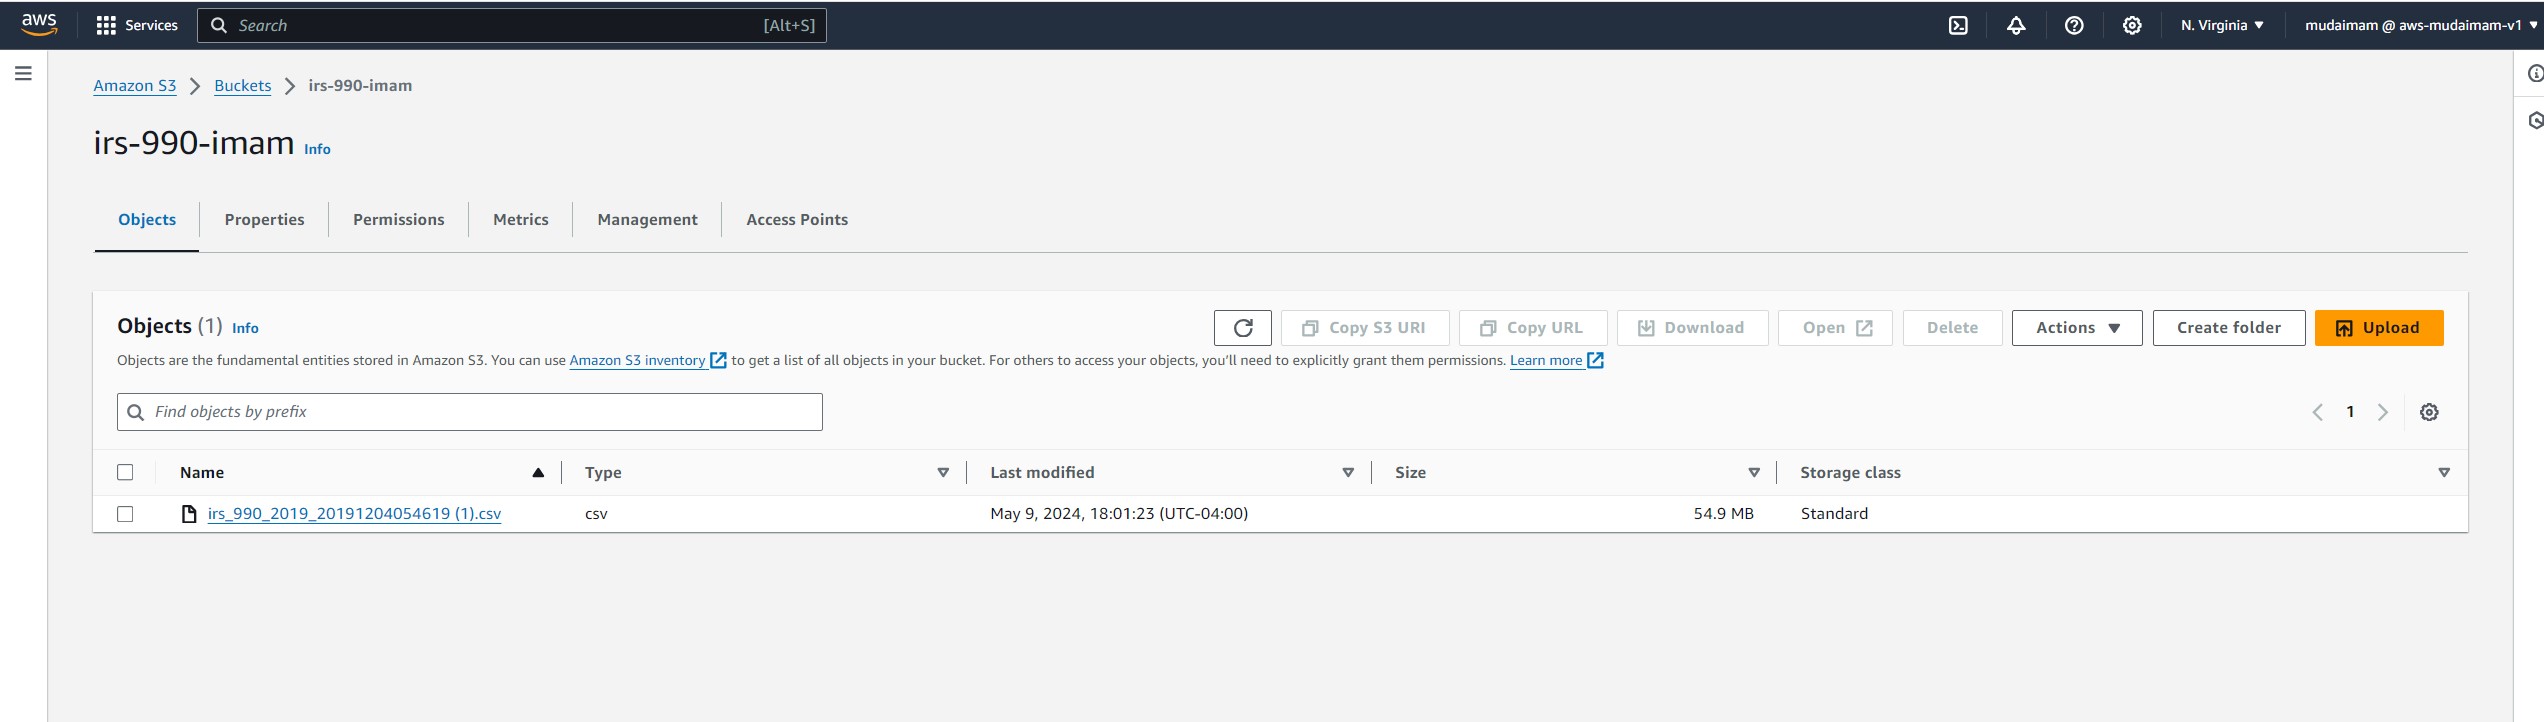 aws Services Search [Alt+S] N. Virginia mudaimam @ aws-mudaimam-v1
Amazon S3 Buckets irs-990-imam
irs-990-imam Info
Objects Properties Permissions Metrics Management Access Points
Objects (1) Info Copy S3 URI Copy URL Download Open Delete Actions Create folder Upload
Objects are the fundamental entities stored in Amazon S3. You can use Amazon S3 inventory to get a list of all objects in your bucket. For others to access your objects, you’ll need to explicitly grant them permissions. Learn more
Find objects by prefix 1
Name Type Last modified Size Storage class
irs_990_2019_20191204054619 (1).csv csv May 9, 2024, 18:01:23 (UTC-04:00) 54.9 MB Standard